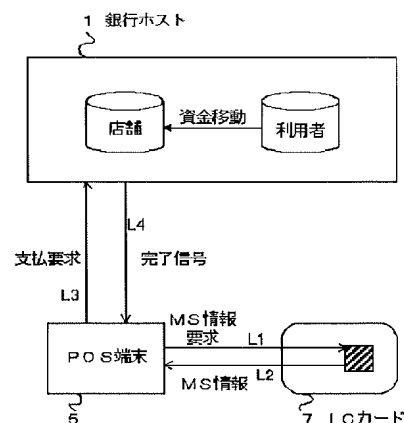 1 銀行ホスト
店舗
資金移動
利用者
支払要求
L3
L4
完了信号
MS情報
要求
L1
POS端末
L2
MS情報
5
7 ICカード